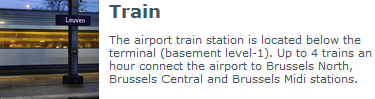 Leuven
Train
The airport train station is located below the
terminal (basement level-1). Up to 4 trains an
hour connect the airport to Brussels North,
Brussels Central and Brussels Midi stations.